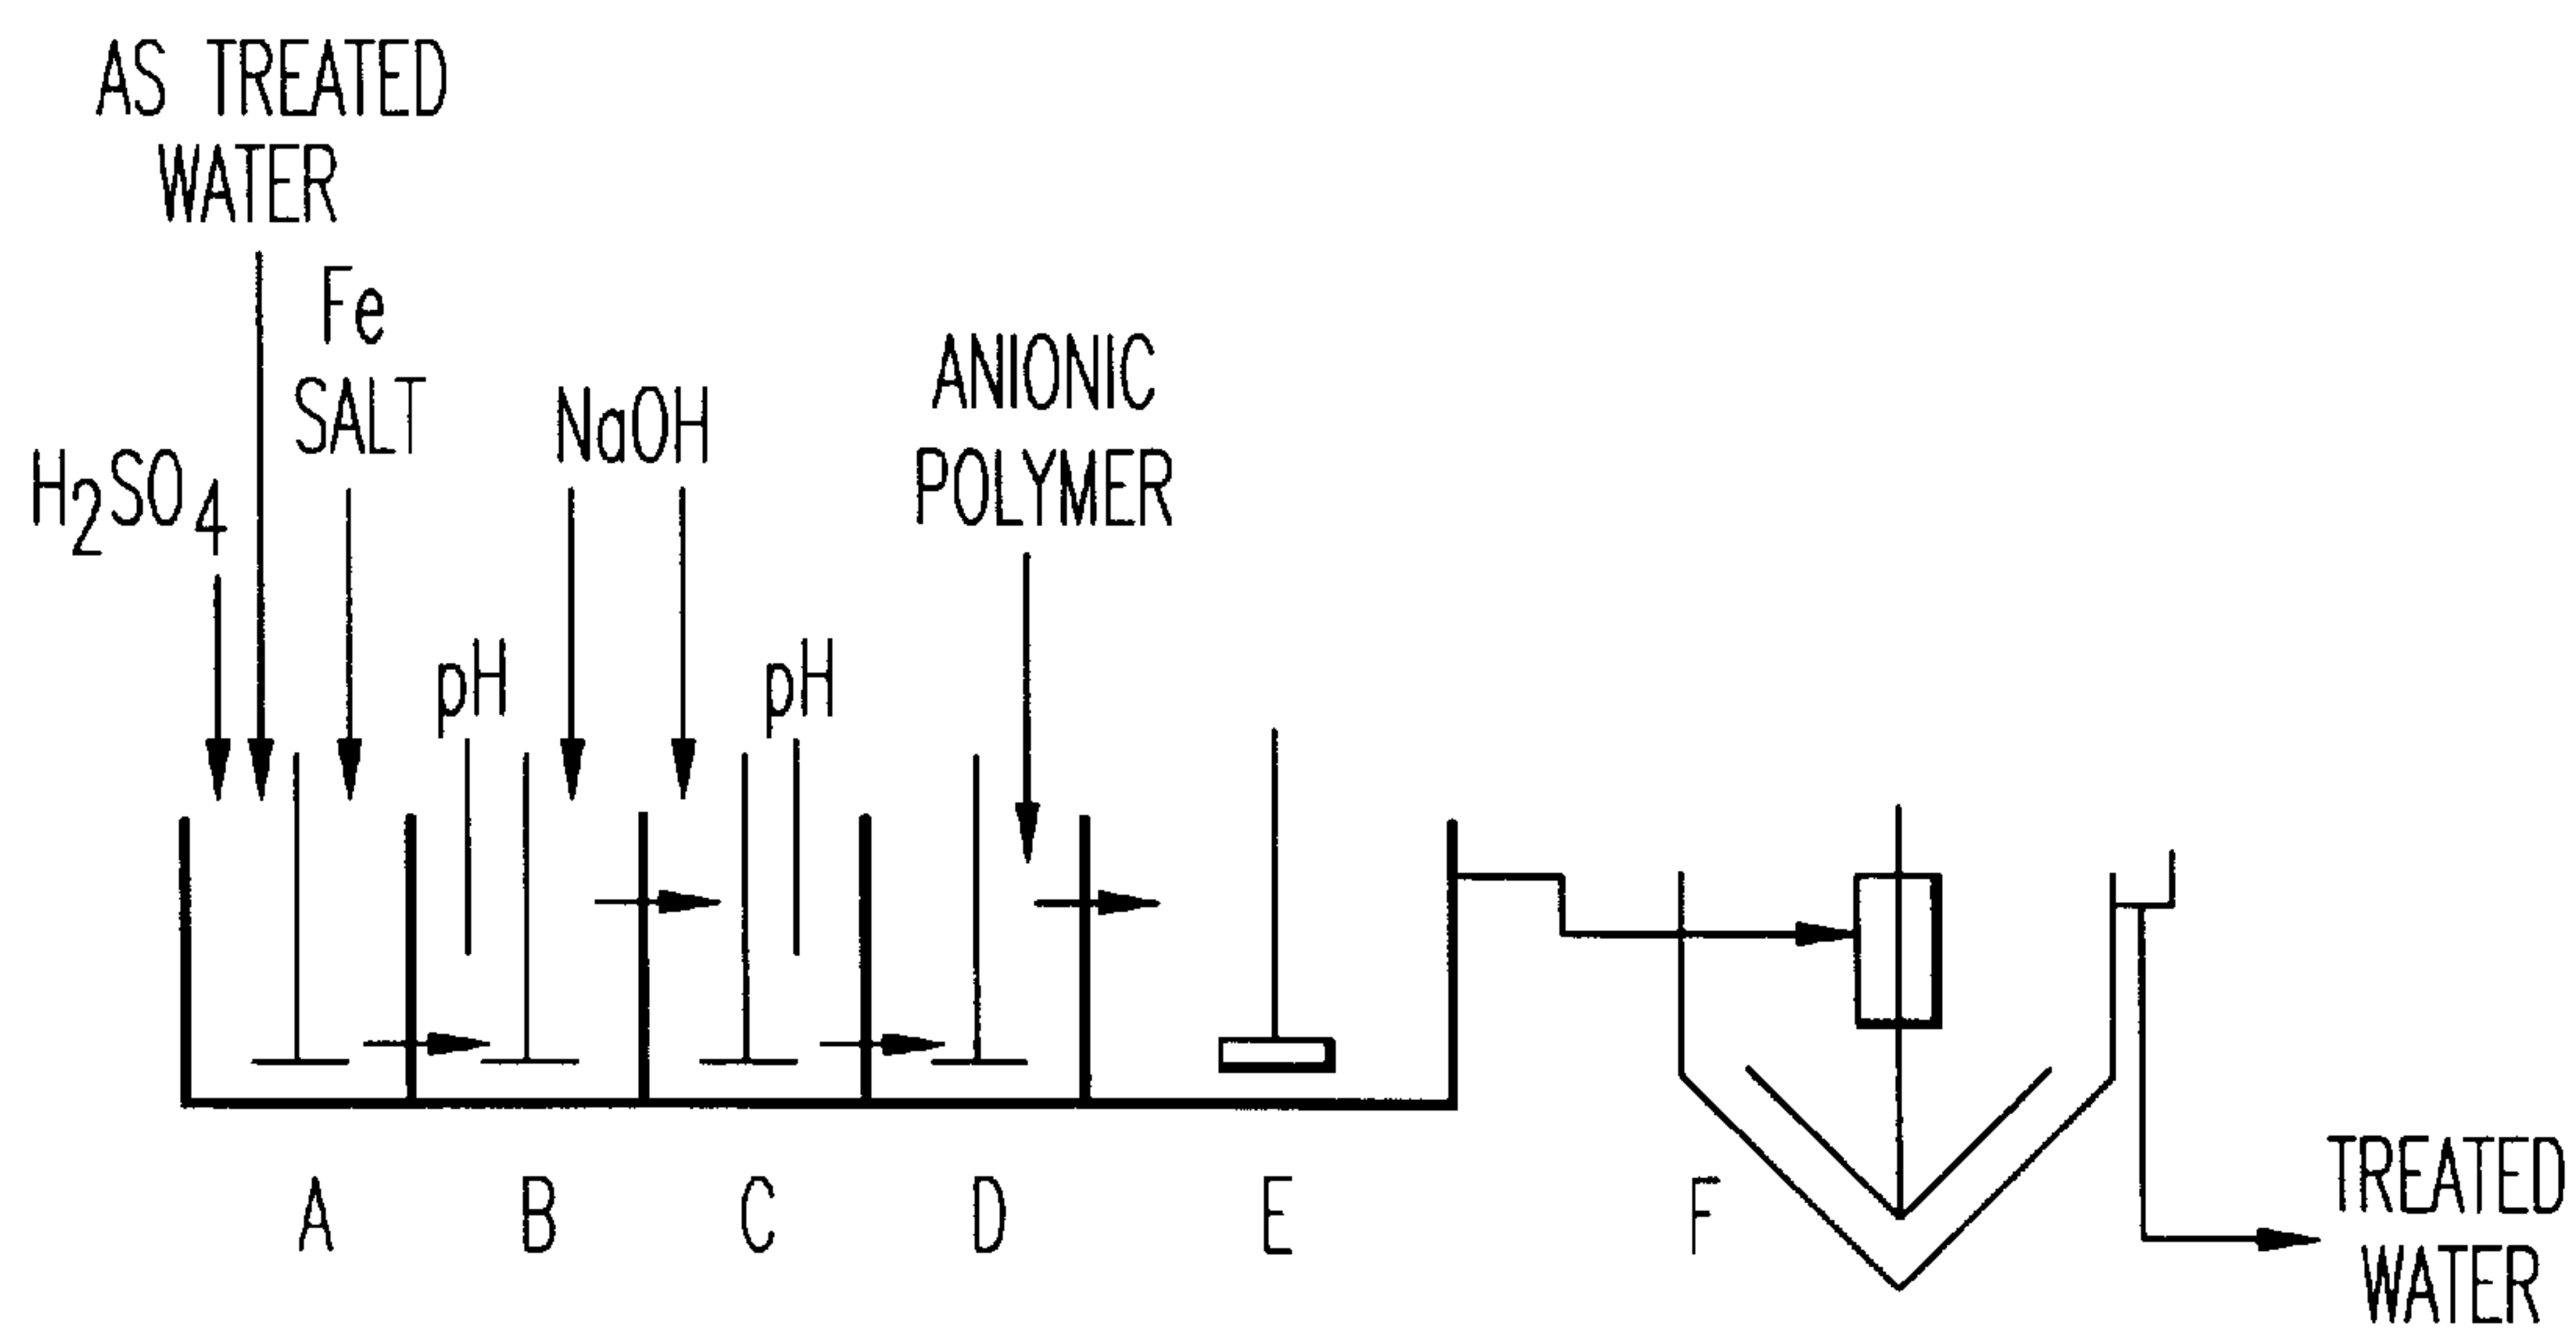 AS TREATED
WATER
Fe
SALT
H₂SO₄
NaOH
ANIONIC
POLYMER
pH
pH
A
B
C
D
E
F
TREATED
WATER